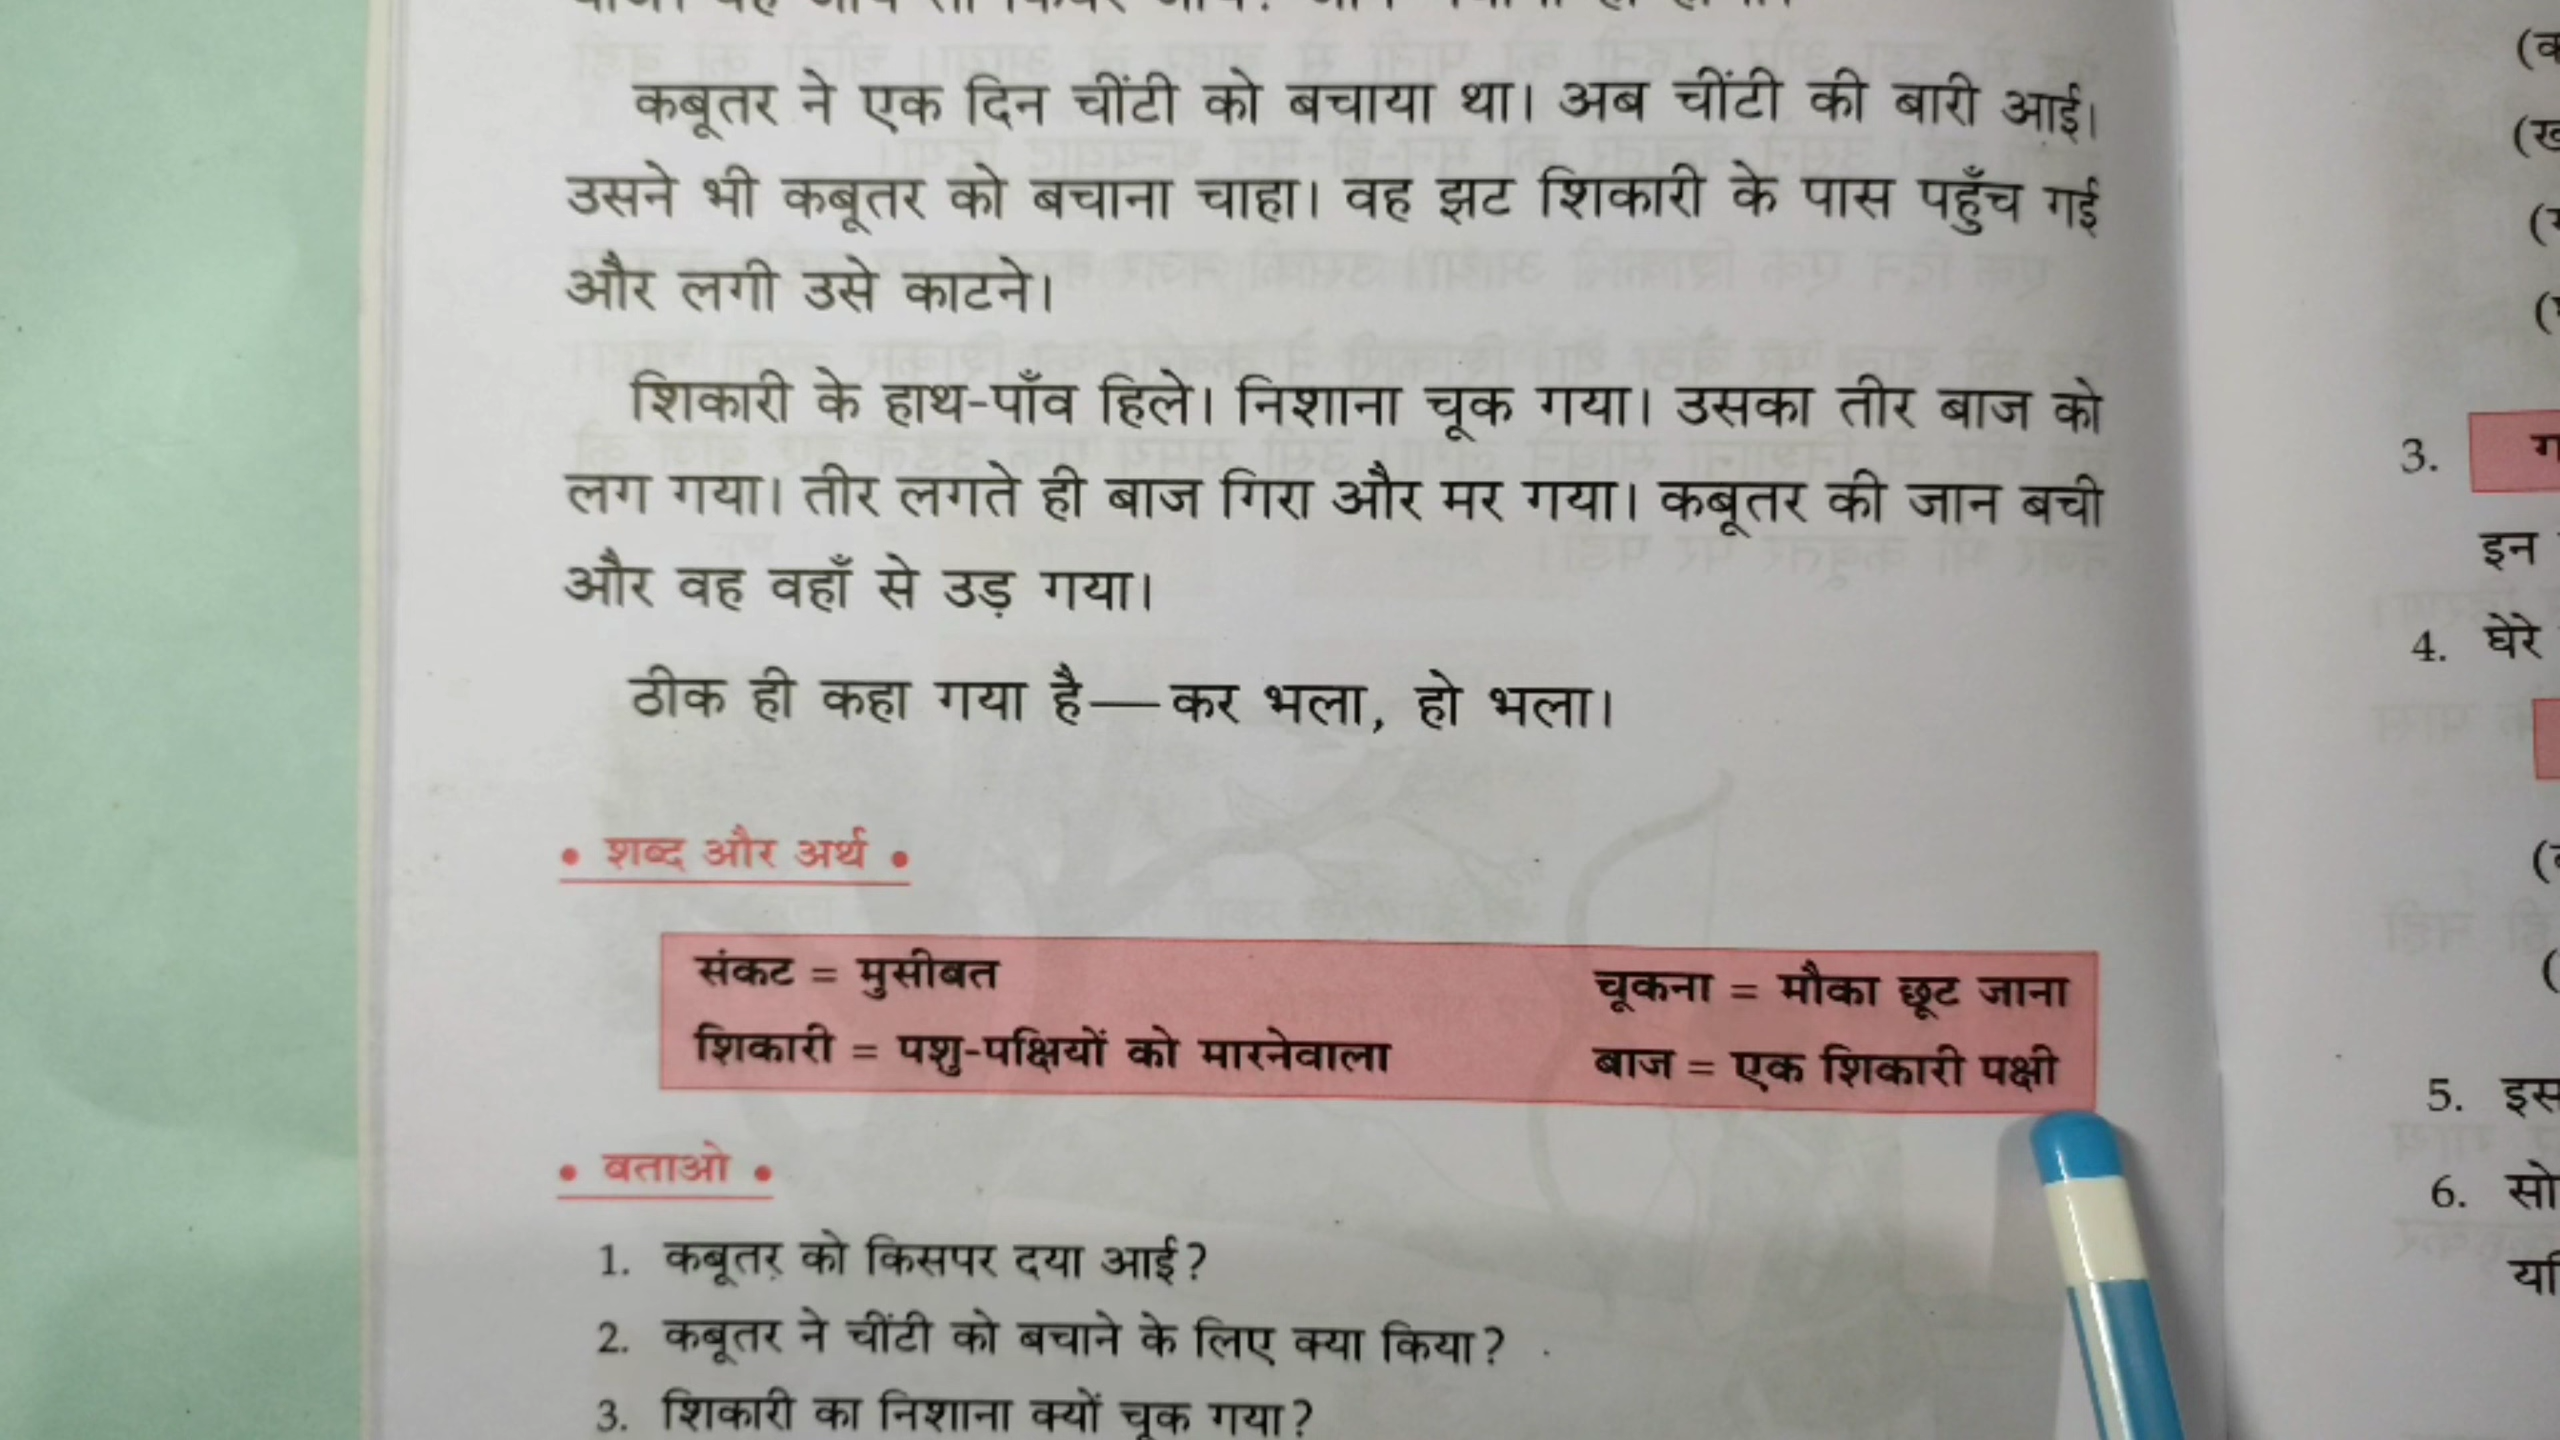 कबूतर ने एक दिन चींटी को बचाया था। अब चींटी की बारी आई।
उसने भी कबूतर को बचाना चाहा। वह झट शिकारी के पास पहुँच गई
और लगी उसे काटने।
शिकारी के हाथ-पाँव हिले। निशाना चूक गया। उसका तीर बाज को
लग गया। तीर लगते ही बाज गिरा और मर गया। कबूतर की जान बची
और वह वहाँ से उड़ गया।
ठीक ही कहा गया है—कर भला, हो भला।
• शब्द और अर्थ •
संकट = मुसीबत
चूकना = मौका छूट जाना
शिकारी = पशु-पक्षियों को मारनेवाला
बाज = एक शिकारी पक्षी
• बताओ •
1. कबूतर को किसपर दया आई?
2. कबूतर ने चींटी को बचाने के लिए क्या किया?
3. शिकारी का निशाना क्यों चूक गया?
3.
इन
4. घेरे
5.
6.